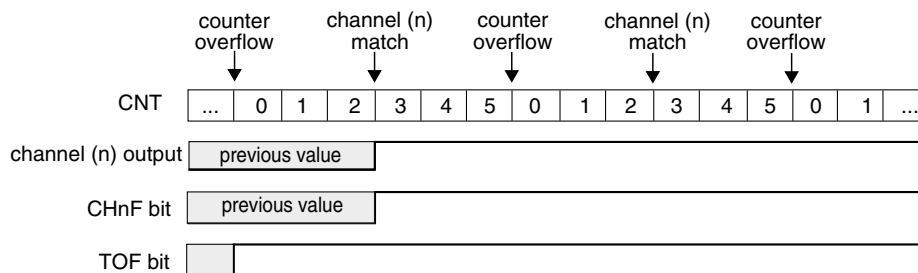 counter
overflow
channel (n)
match
counter
overflow
channel (n)
match
counter
overflow
CNT ... 0 1 2 3 4 5 0 1 2 3 4 5 0 1 ...
channel (n) output previous value
CHnF bit previous value
TOF bit